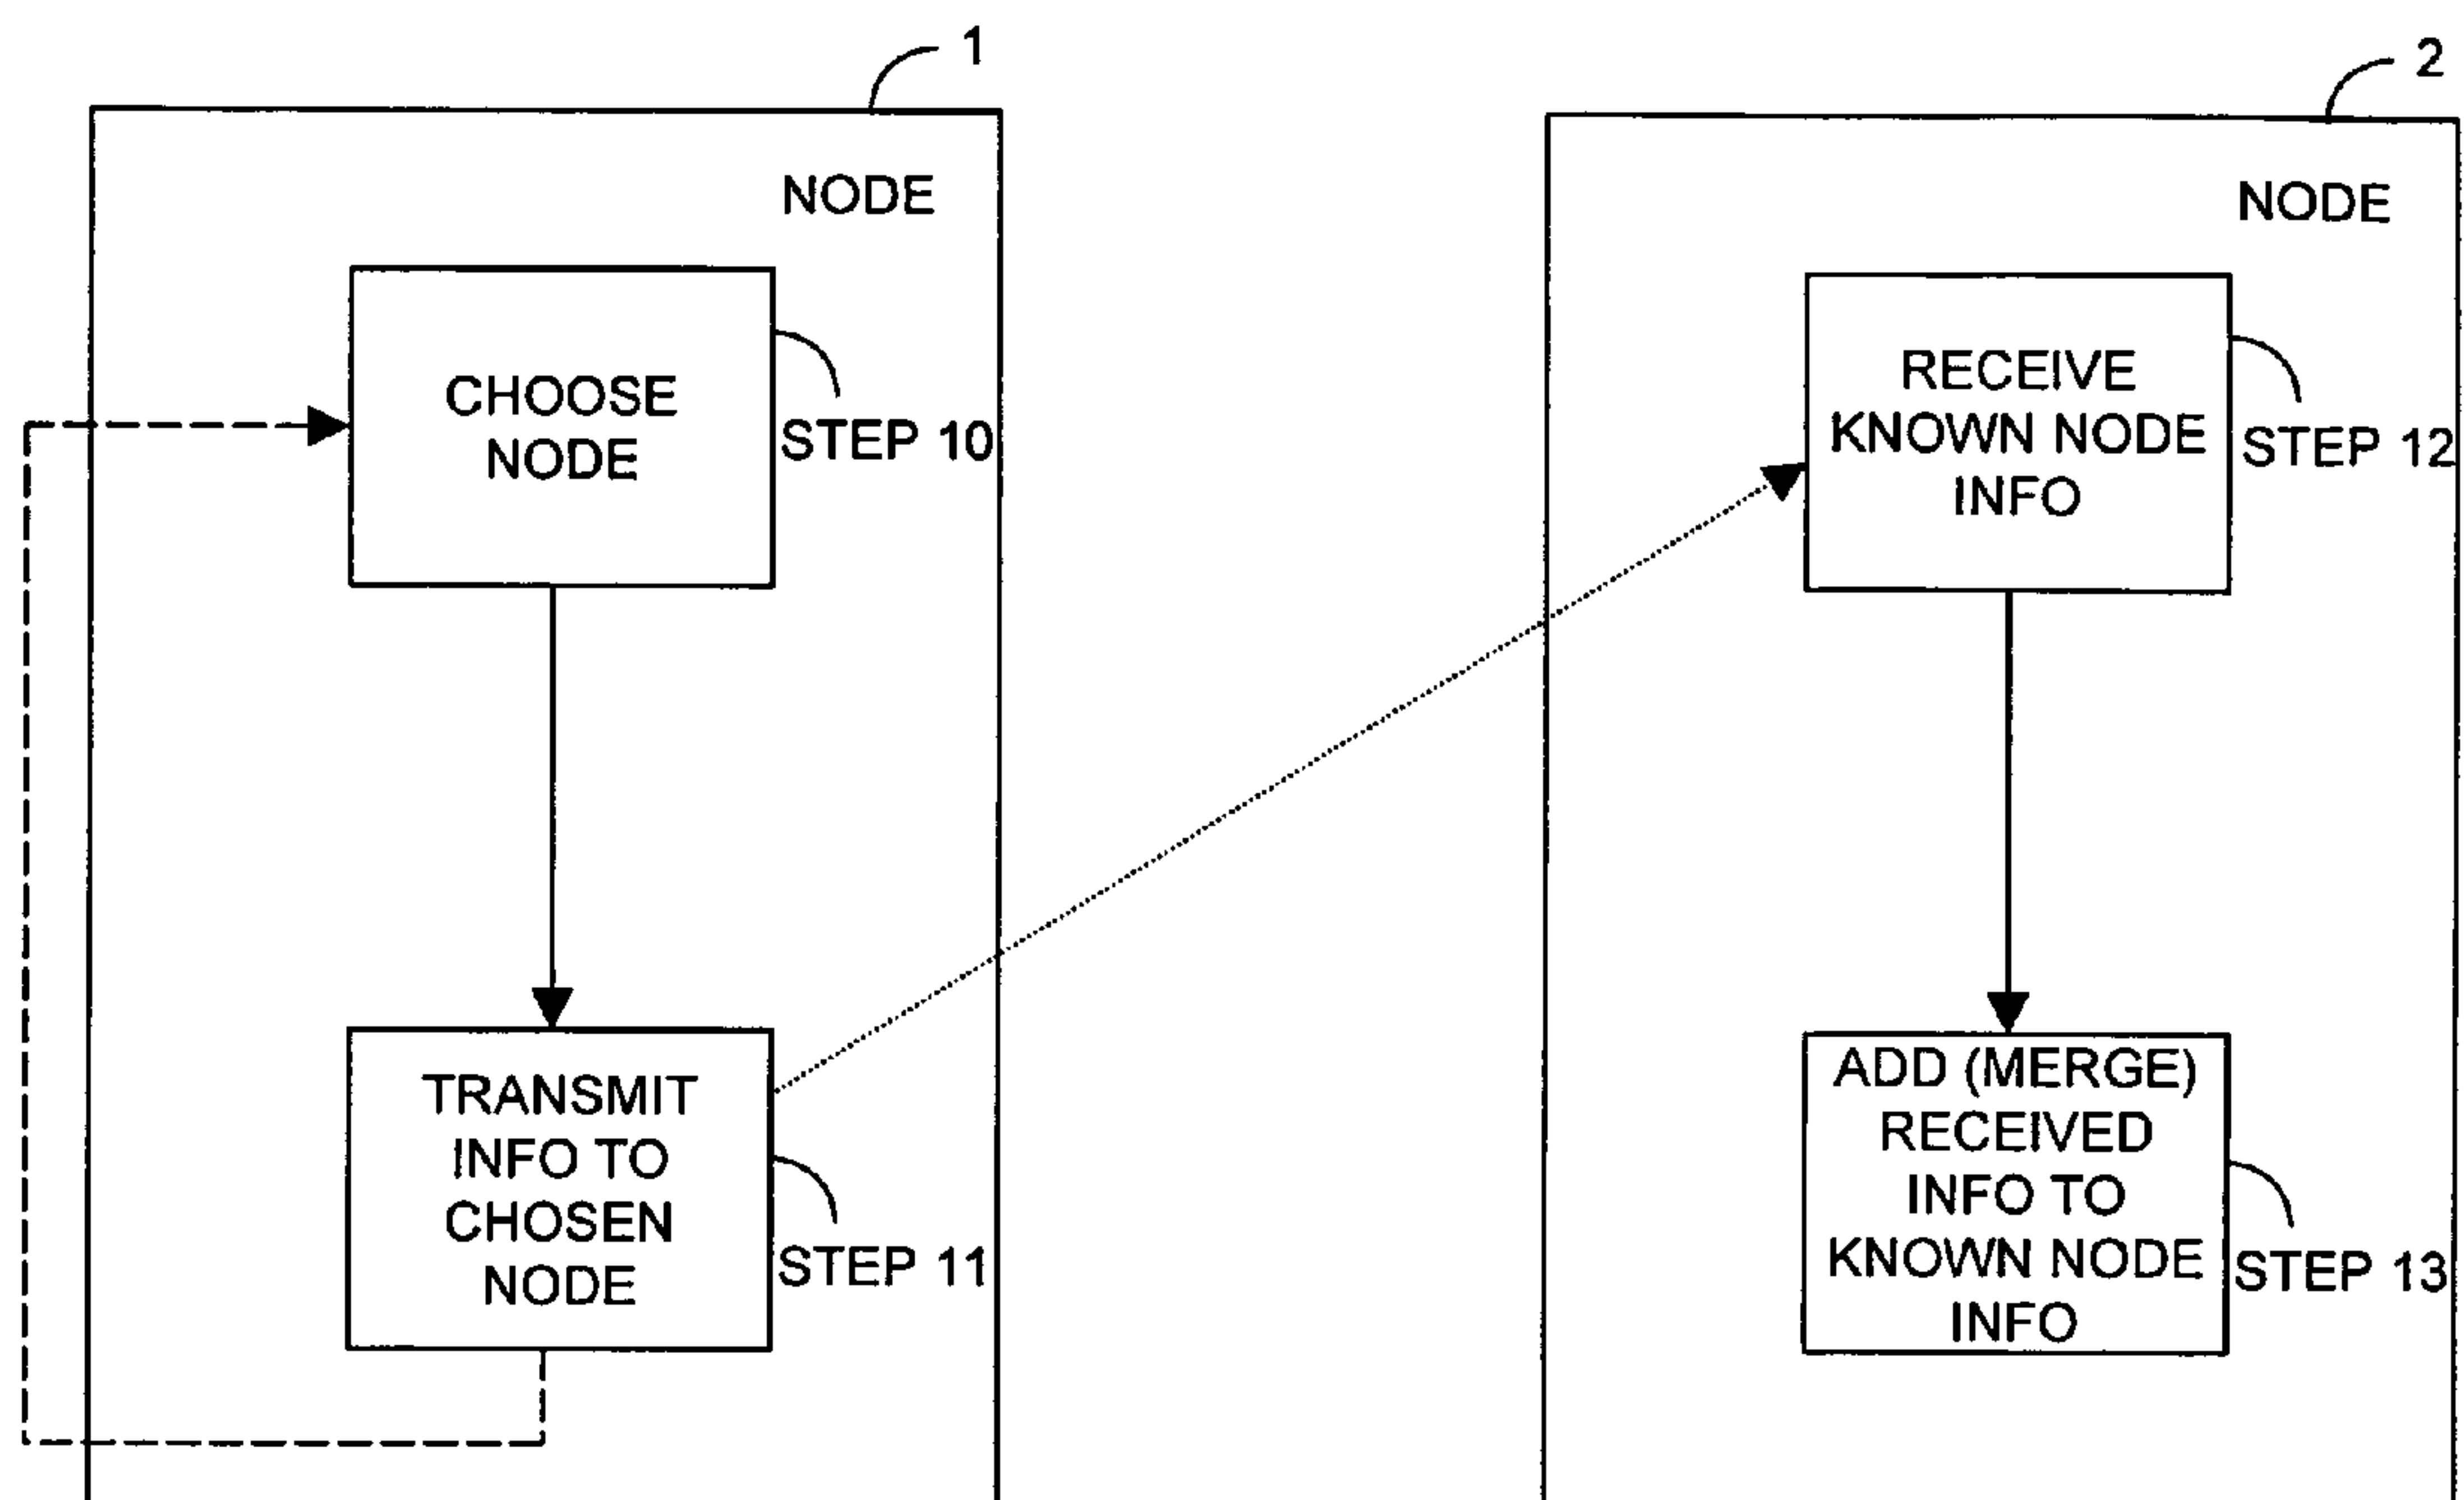 1
NODE
CHOOSE
NODE
STEP 10
TRANSMIT
INFO TO
CHOSEN
NODE
STEP 11
2
NODE
RECEIVE
KNOWN NODE
INFO
STEP 12
ADD (MERGE)
RECEIVED
INFO TO
KNOWN NODE
INFO
STEP 13